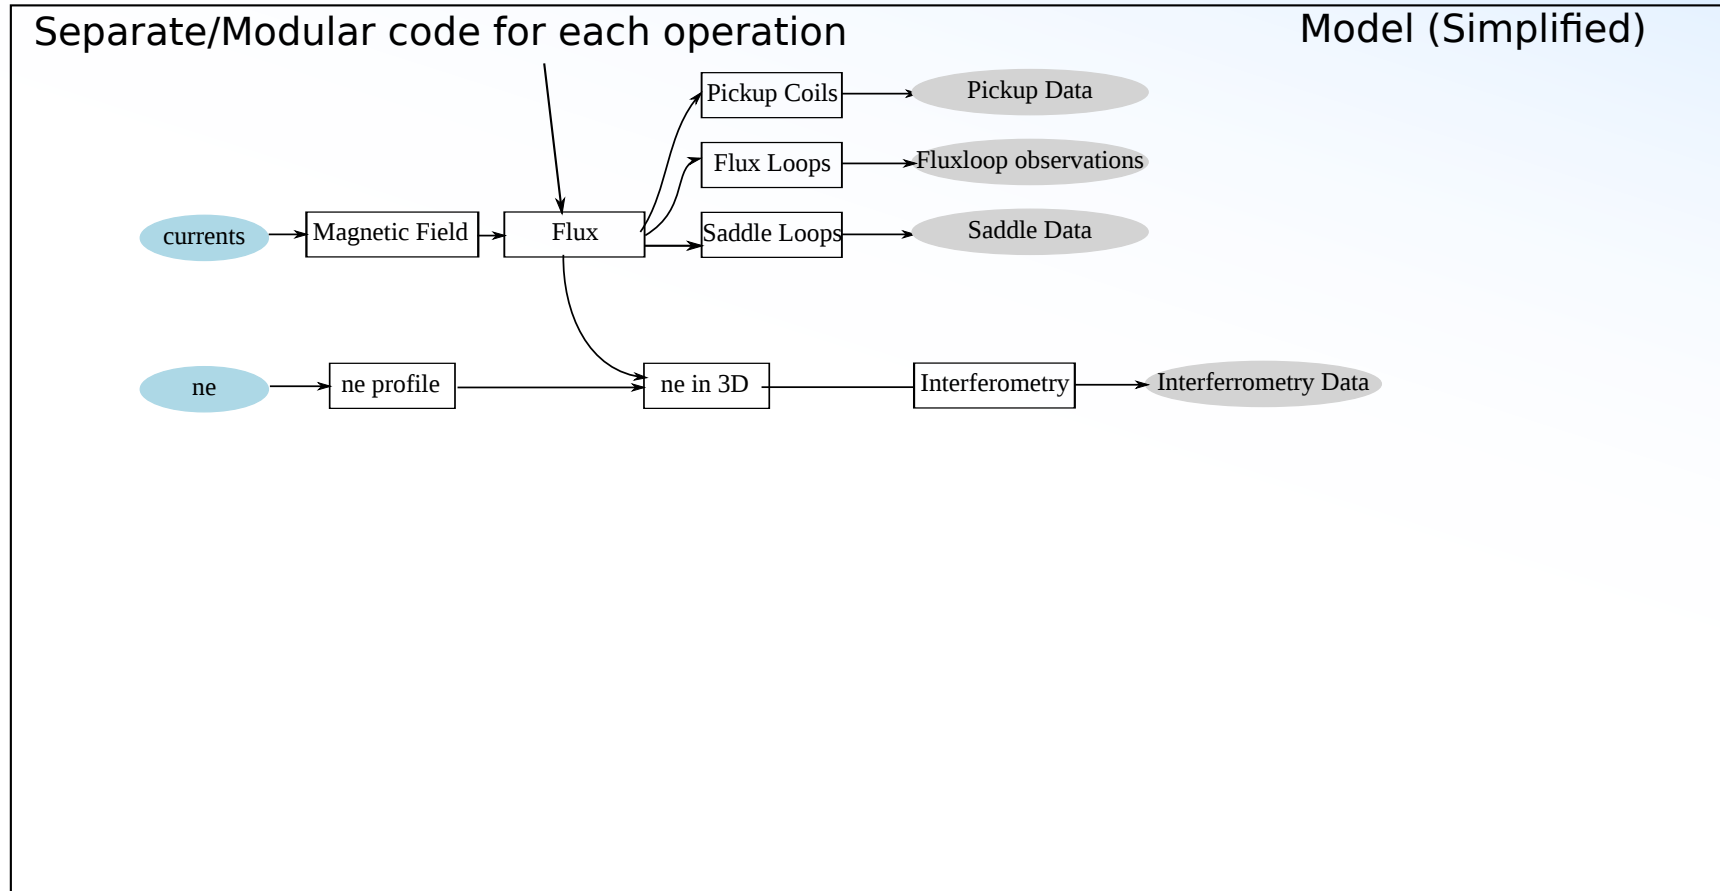 Separate/Modular code for each operation
Model (Simplified)
Pickup Coils
Pickup Data
Flux Loops
Fluxloop observations
currents
Magnetic Field
Flux
Saddle Loops
Saddle Data
ne
ne profile
ne in 3D
Interferometry
Interferrometry Data